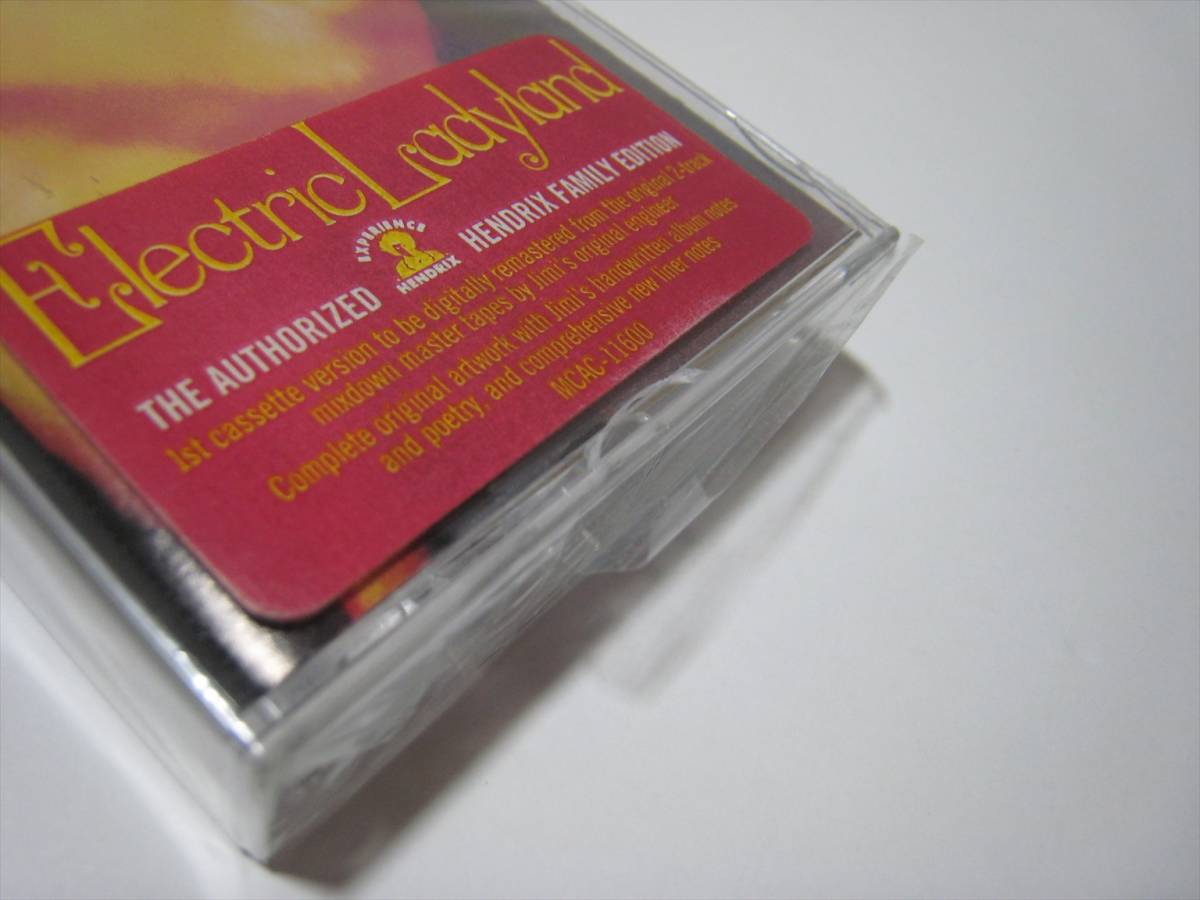 Electric Ladyland
THE AUTHORIZED EXPERIENCE HENDRIX HENDRIX FAMILY EDITION
1st cassette version to be digitally remastered from the original 2-track
mixdown master tapes by Jimi's original engineer
Complete original artwork with Jimi's handwritten album notes
and poetry, and comprehensive new liner notes
MCAC-11600